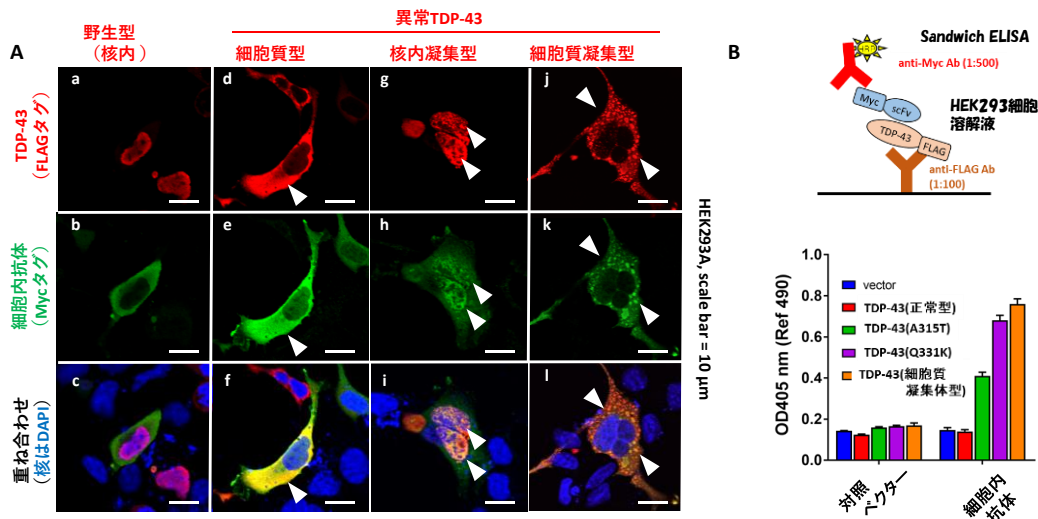 A
野生型
（核内）
異常TDP-43
細胞質型
核内凝集型
細胞質凝集型
TDP-43
（FLAGタグ）
a
d
g
j
細胞内抗体
（Mycタグ）
b
e
h
k
重ね合わせ
（核はDAPI）
c
f
i
l
HEK293A, scale bar = 10 μm
B
Sandwich ELISA
HRP
anti-Myc Ab (1:500)
Myc
scFv
HEK293細胞
溶解液
TDP-43
FLAG
anti-FLAG Ab
(1:100)
OD405 nm (Ref 490)
1.0
0.8
0.6
0.4
0.2
0.0
vector
TDP-43(正常型)
TDP-43(A315T)
TDP-43(Q331K)
TDP-43(細胞質
凝集体型)
対照
ベクター
細胞内
抗体